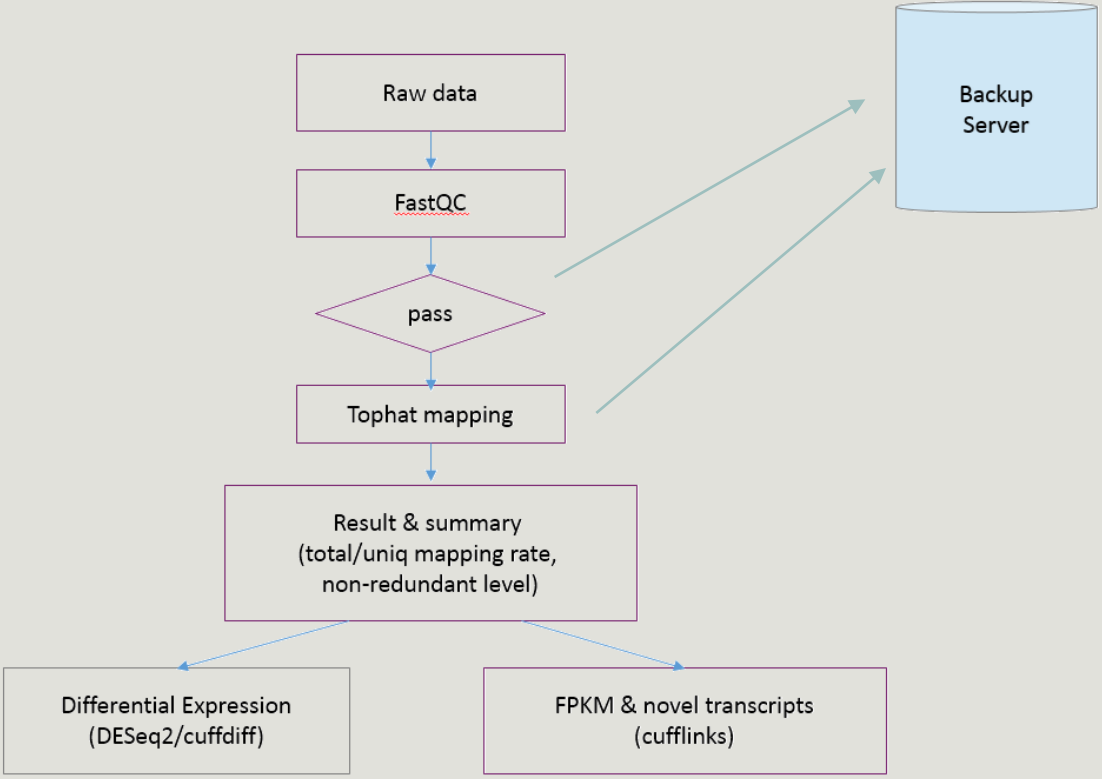 Backup
Server
Raw data
FastQC
pass
Tophat mapping
Result & summary
(total/uniq mapping rate,
non-redundant level)
Differential Expression
(DESeq2/cuffdiff)
FPKM & novel transcripts
(cufflinks)